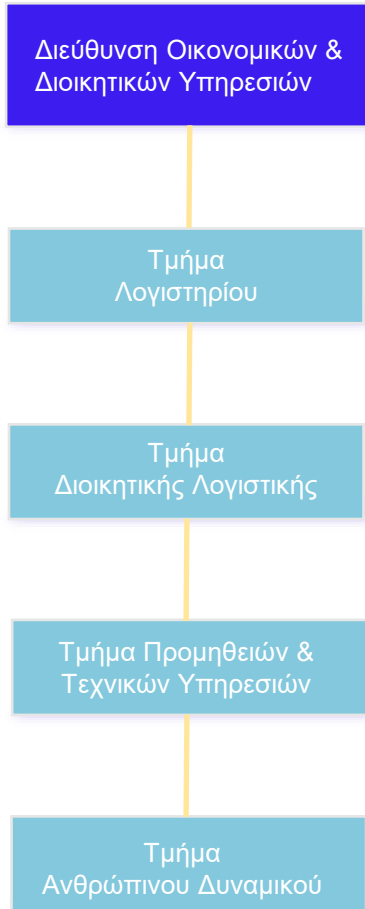 Διεύθυνση Οικονομικών &
Διοικητικών Υπηρεσιών
Τμήμα
Λογιστηρίου
Τμήμα
Διοικητικής Λογιστικής
Τμήμα Προμηθειών &
Τεχνικών Υπηρεσιών
Τμήμα
Ανθρώπινου Δυναμικού